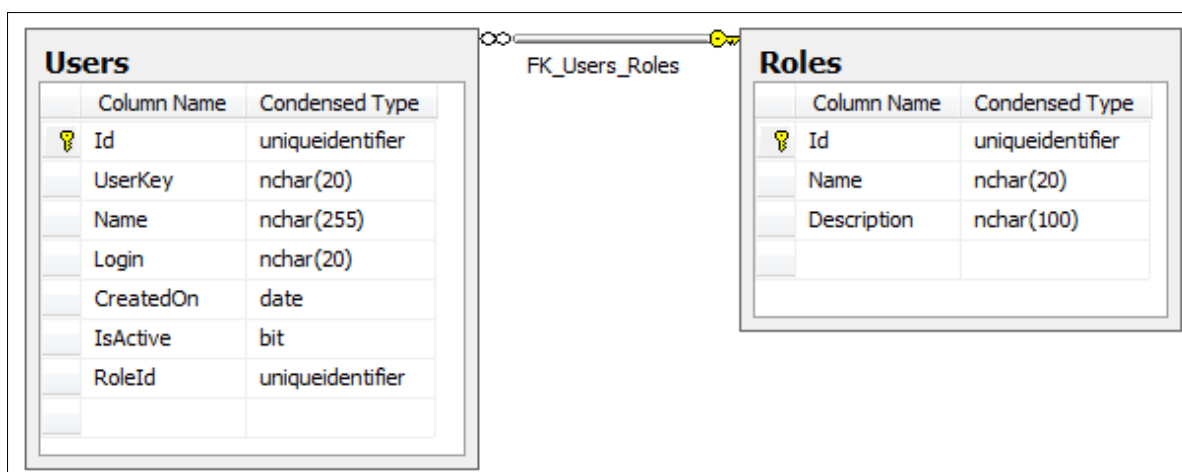 Users
Column Name Condensed Type
Id uniqueidentifier
UserKey nchar(20)
Name nchar(255)
Login nchar(20)
CreatedOn date
IsActive bit
RoleId uniqueidentifier
FK_Users_Roles
Roles
Column Name Condensed Type
Id uniqueidentifier
Name nchar(20)
Description nchar(100)